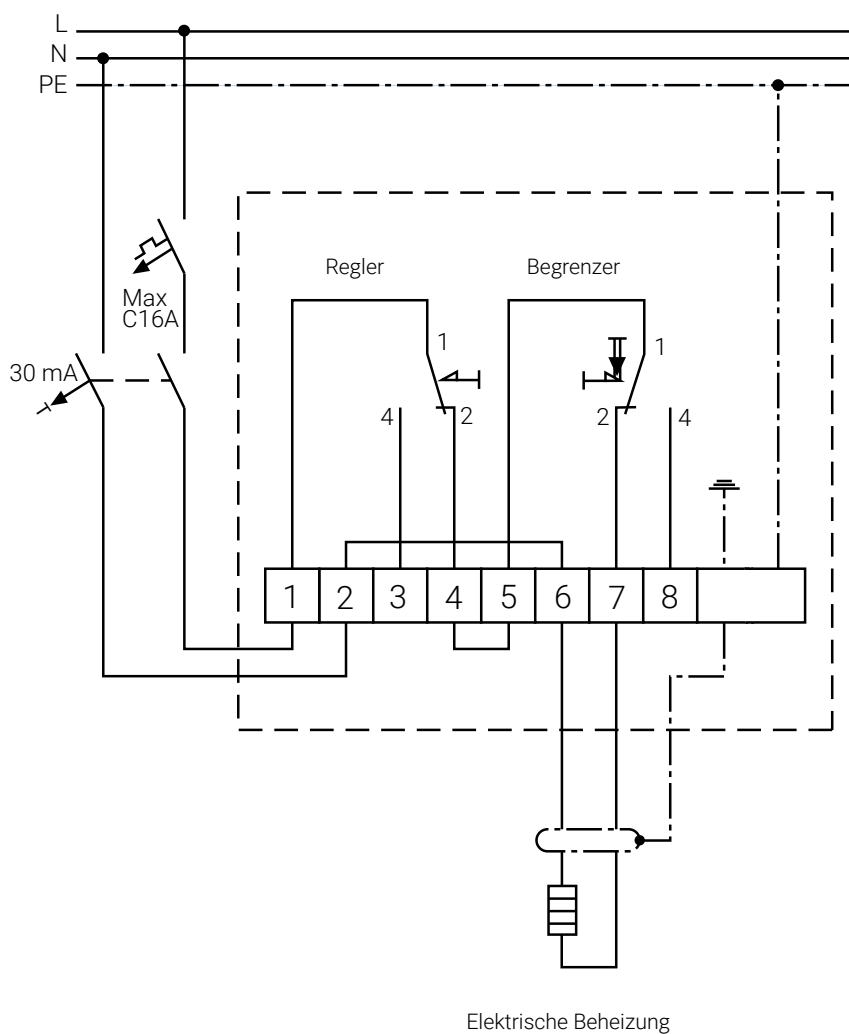 L
N
PE
Regler
Begrenzer
Max
C16A
30 mA
1
4
2
1
2
4
1 2 3 4 5 6 7 8
Elektrische Beheizung